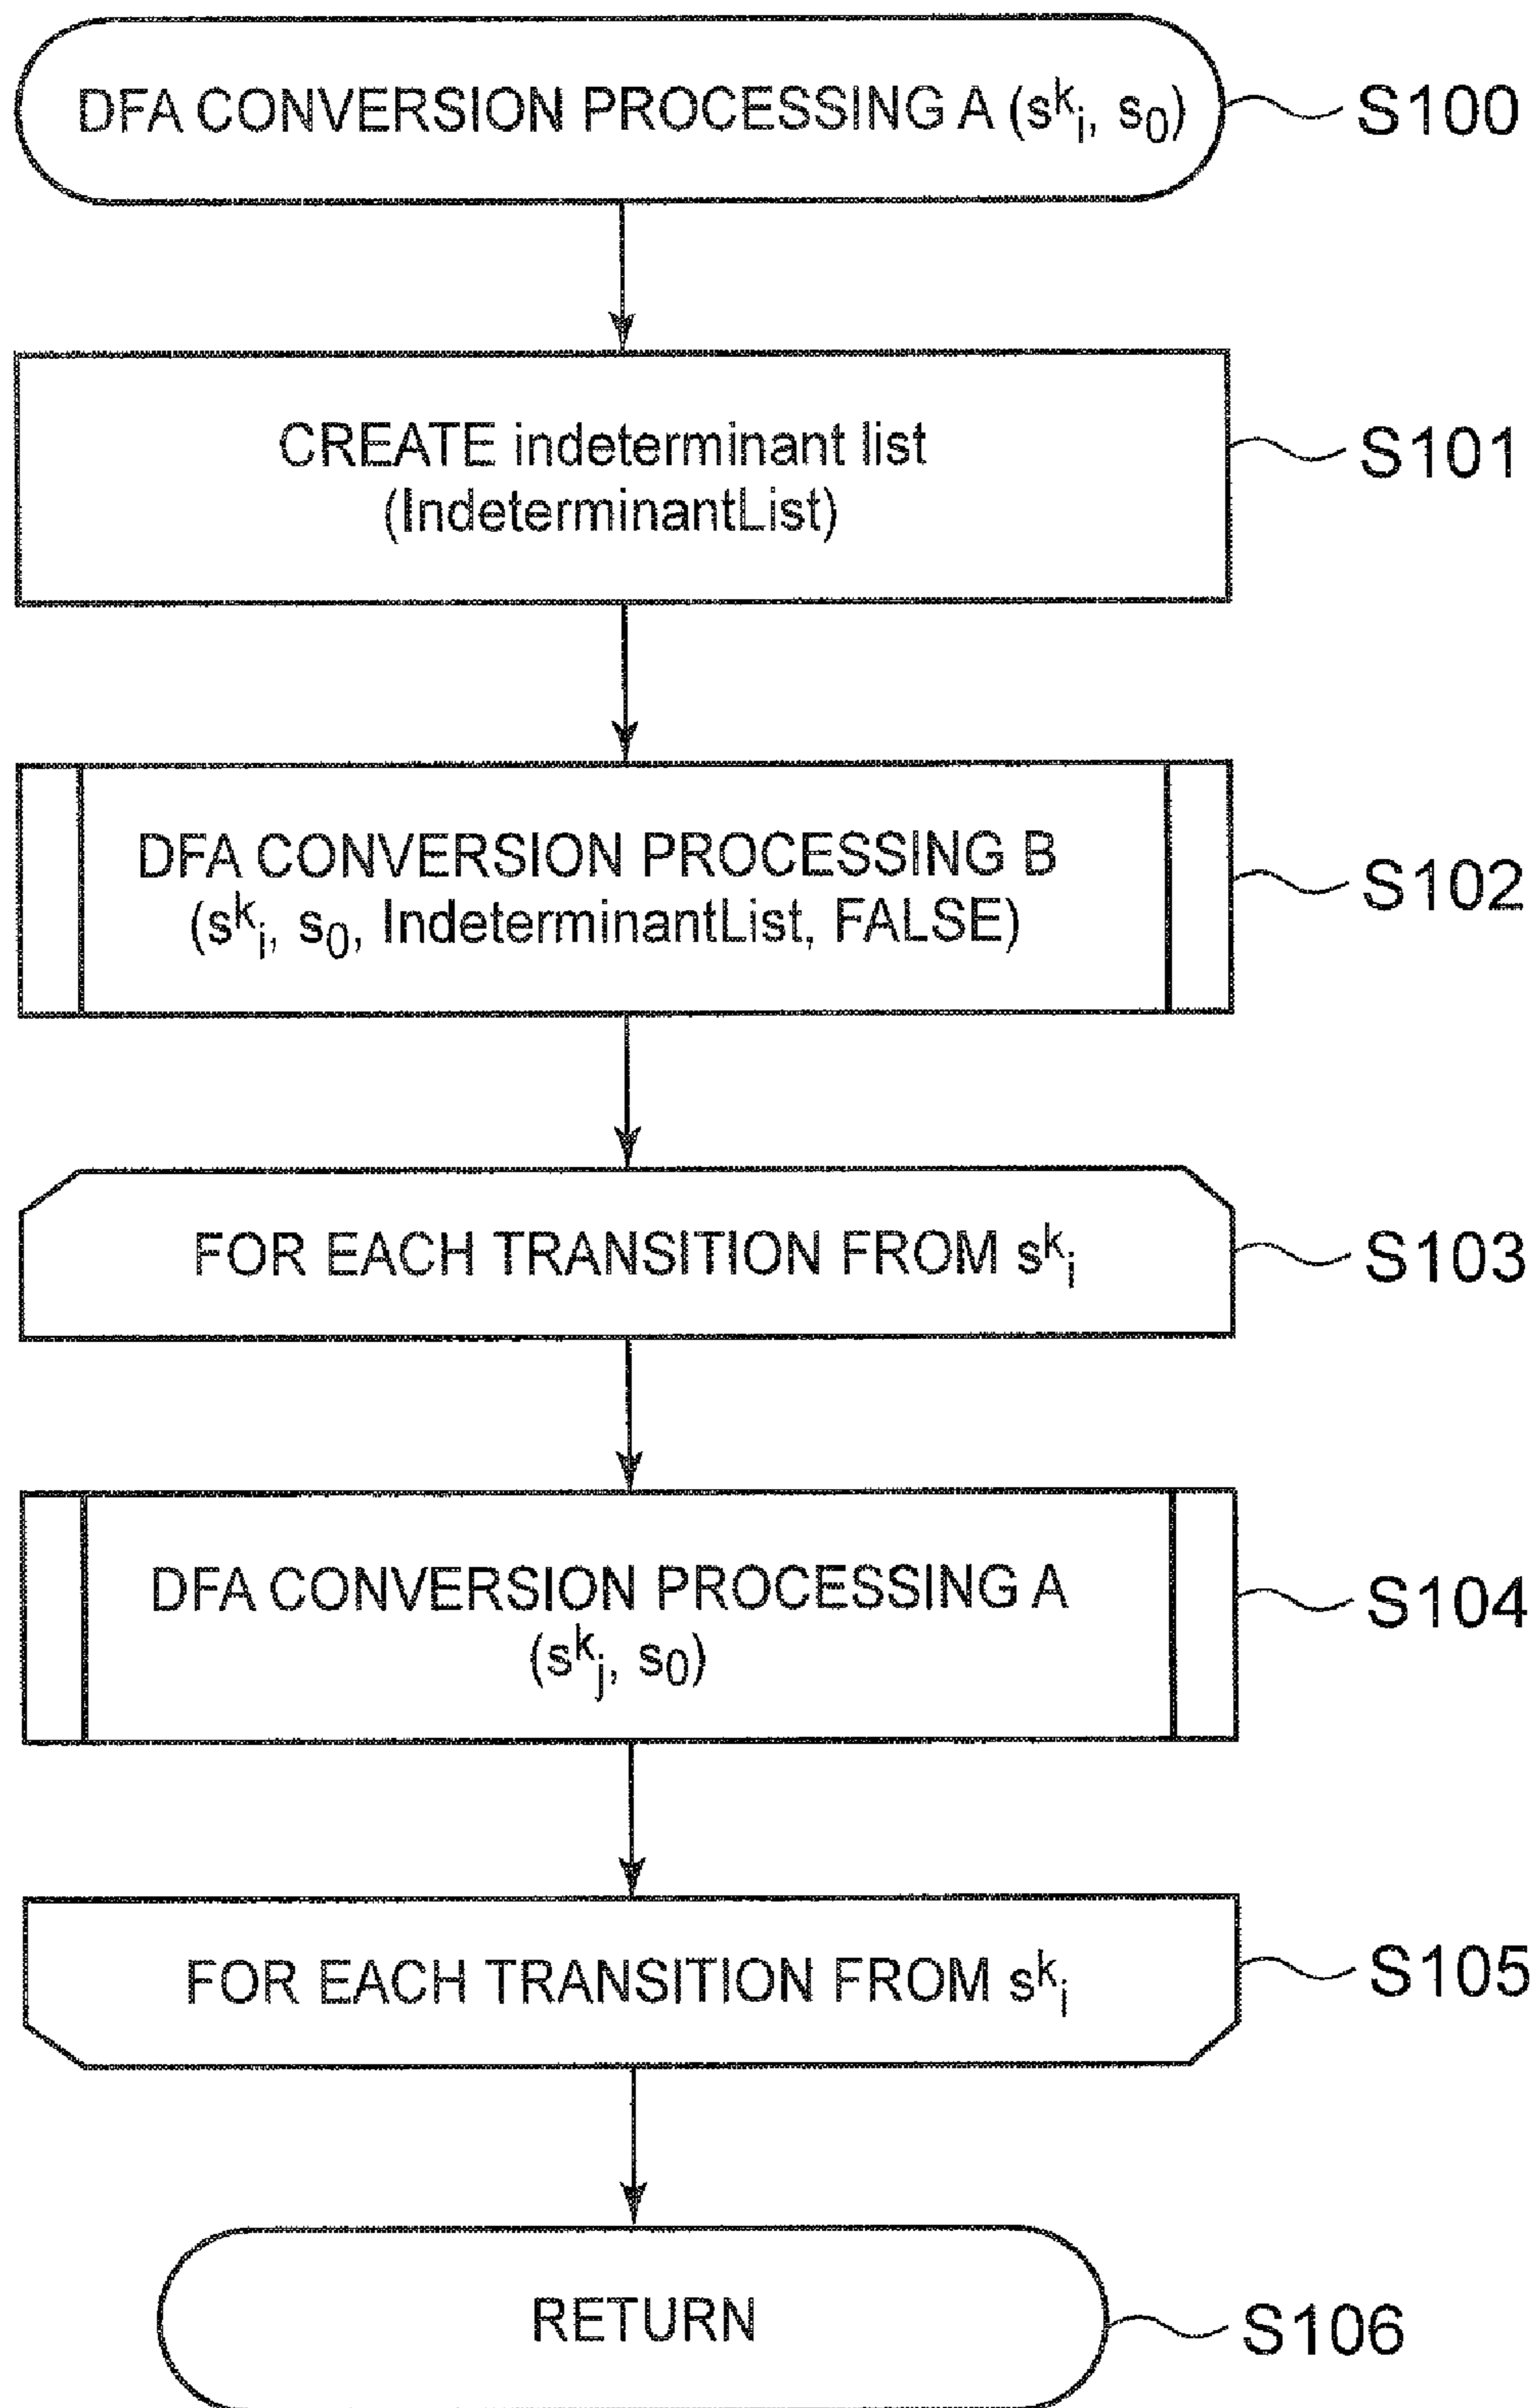 DFA CONVERSION PROCESSING A (s^k_i, s_0)
S100
CREATE indeterminant list
(IndeterminantList)
S101
DFA CONVERSION PROCESSING B
(s^k_i, s_0, IndeterminantList, FALSE)
S102
FOR EACH TRANSITION FROM s^k_i
S103
DFA CONVERSION PROCESSING A
(s^k_j, s_0)
S104
FOR EACH TRANSITION FROM s^k_i
S105
RETURN
S106